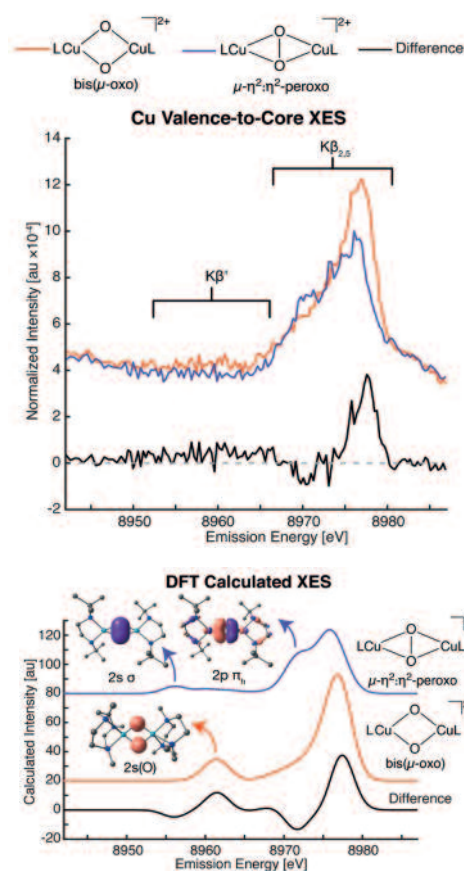 O ⌉2+ O ⌉2+
LCu CuL LCu CuL Difference
O O
bis(μ-oxo) μ-η²:η²-peroxo
Cu Valence-to-Core XES
14
Kβ2,5
12
10
8
Kβ"
6
4
2
0
-2
8950 8960 8970 8980
Emission Energy [eV]
Normalized Intensity [au ×10⁻⁴]
DFT Calculated XES
120
100
80
60
40
20
0
-20
2s σ 2p πh
2s(O)
O
LCu CuL
O
μ-η²:η²-peroxo
O
LCu CuL
O
bis(μ-oxo)
Difference
8950 8960 8970 8980
Emission Energy [eV]
Calculated Intensity [au]